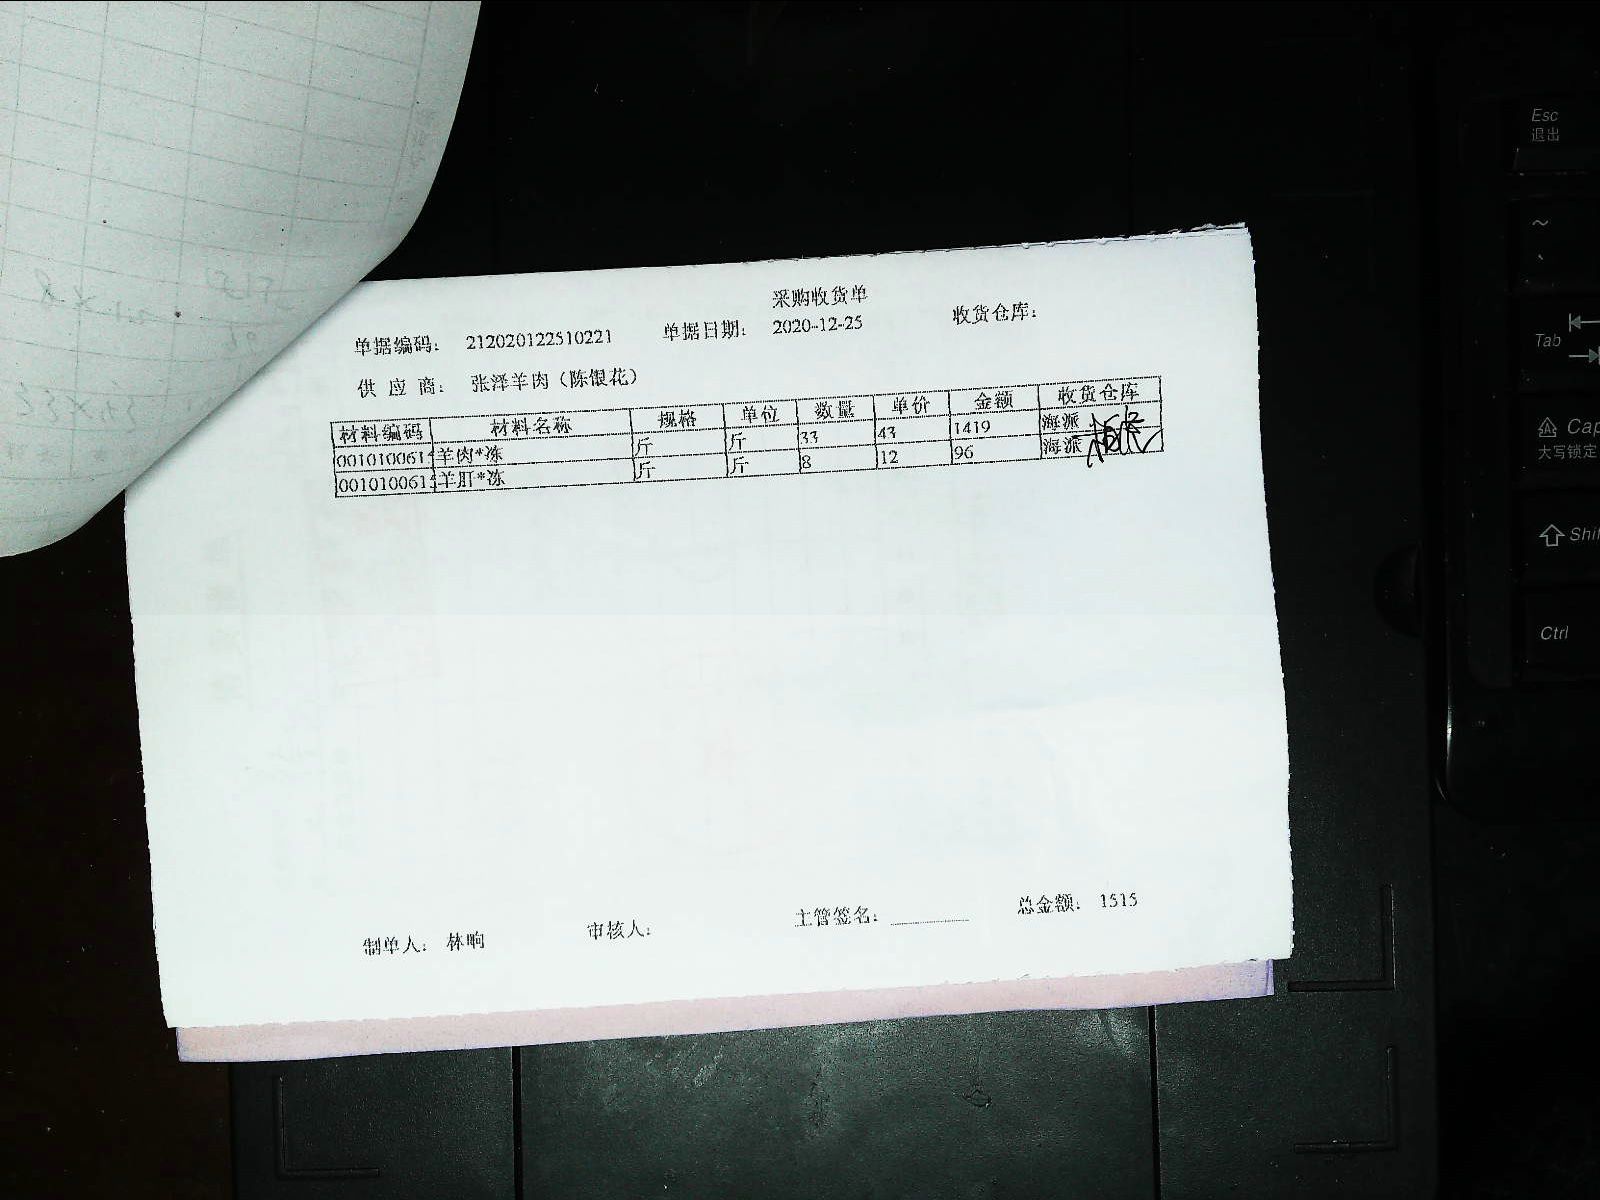 采购收货单
单据编码： 212020122510221 单据日期： 2020-12-25 收货仓库：
供 应 商： 张泽羊肉（陈银花）
材料编码 材料名称 规格 单位 数量 单价 金额 收货仓库
001010061 羊肉*冻 斤 斤 33 43 1419 海派
001010061 羊肝*冻 斤 斤 8 12 96 海派
制单人： 林响 审核人： 主管签名： 总金额： 1515
Esc
退出
~
Tab
Cap
大写锁定
Shi
Ctrl